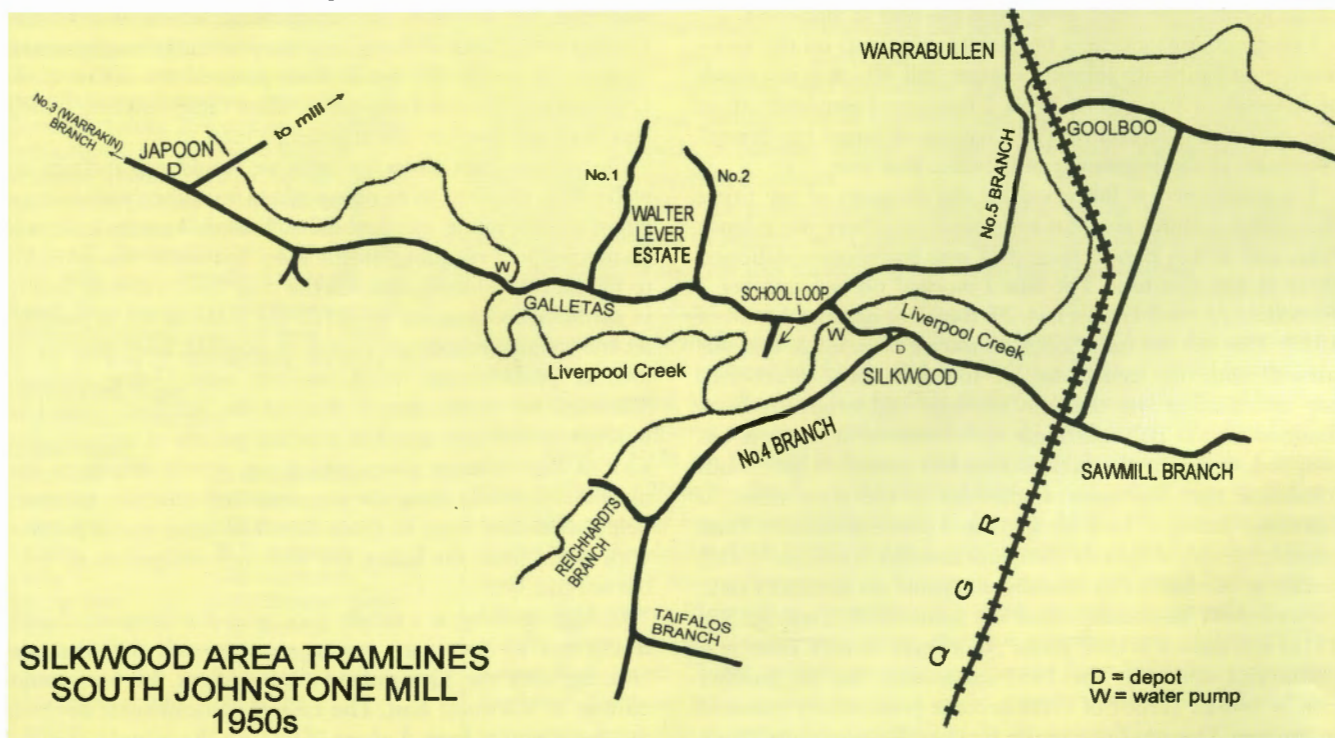 WARRABULLEN
No.3 (WARRAKIN)
BRANCH
JAPOON
D
to mill
GOOLBOO
No.1
No.2
No.5 BRANCH
WALTER
LEVER
ESTATE
W
GALLETAS
SCHOOL LOOP
W
Liverpool Creek
D
SILKWOOD
Liverpool Creek
No.4 BRANCH
SAWMILL BRANCH
REICHHARDTS
BRANCH
TAIFALOS
BRANCH
Q G R
SILKWOOD AREA TRAMLINES
SOUTH JOHNSTONE MILL
1950s
D = depot
W = water pump